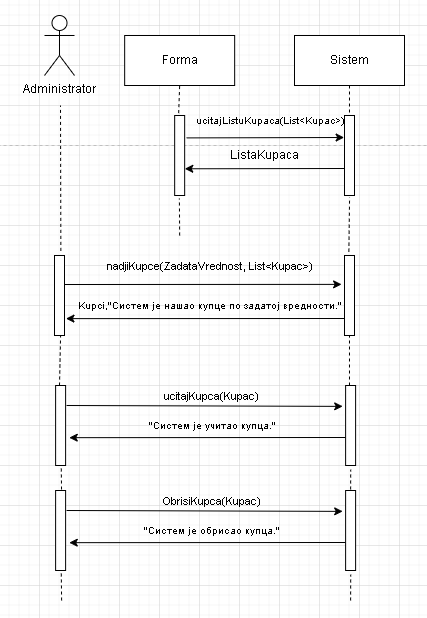 Administrator
Forma
Sistem
ucitajListuKupaca(List<Kupac>)
ListaKupaca
nadjiKupce(ZadataVrednost, List<Kupac>)
Kupci,"Систем је нашао купце по задатој вредности."
ucitajKupca(Kupac)
"Систем је учитао купца."
ObrisiKupca(Kupac)
"Систем је обрисао купца."